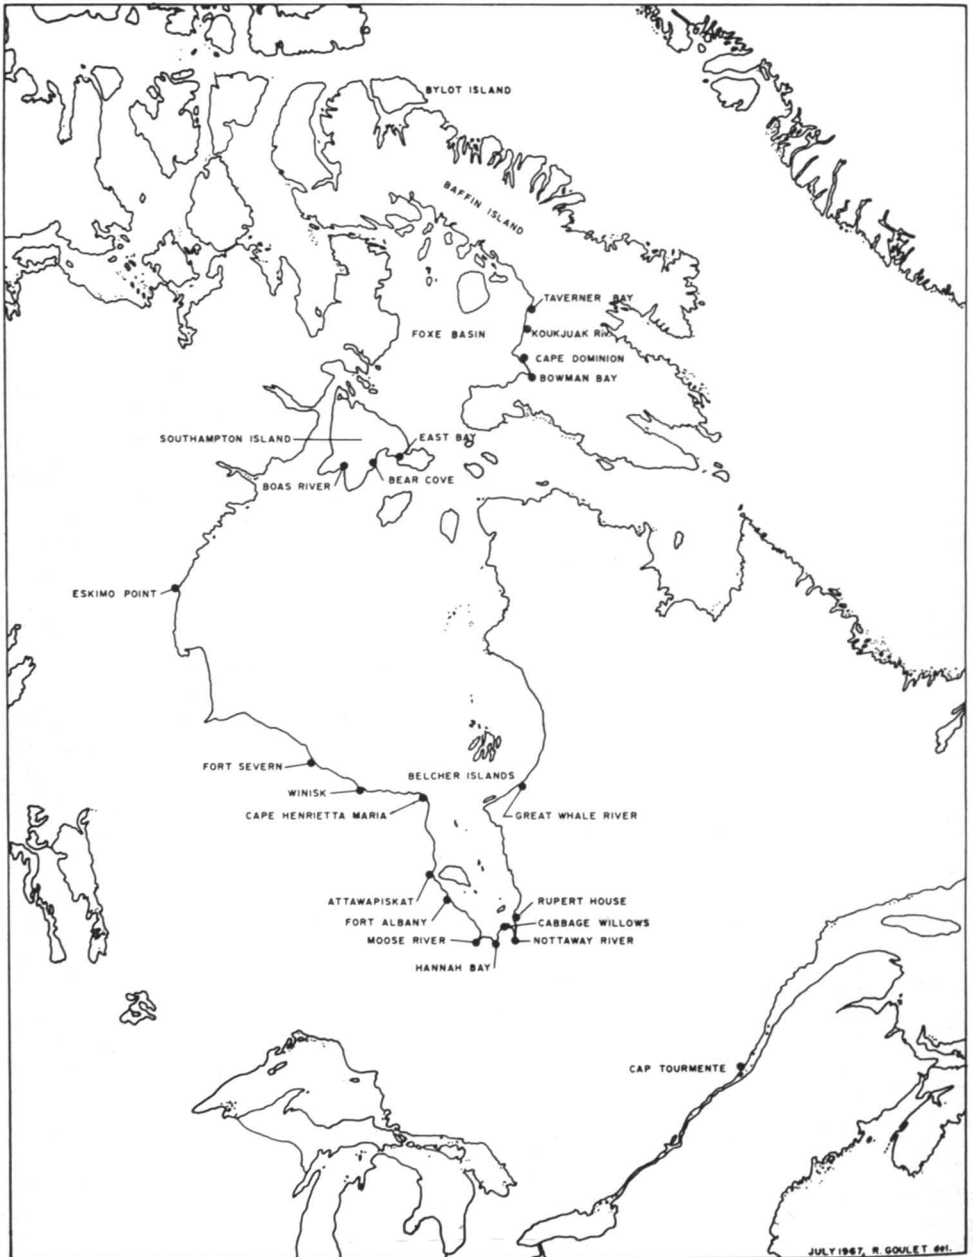 BYLOT ISLAND
BAFFIN ISLAND
TAVERNER BAY
FOXE BASIN
KOUKJUAK RIV
CAPE DOMINION
BOWMAN BAY
SOUTHAMPTON ISLAND
EAST BAY
BOAS RIVER
BEAR COVE
ESKIMO POINT
FORT SEVERN
BELCHER ISLANDS
WINISK
CAPE HENRIETTA MARIA
GREAT WHALE RIVER
ATTAWAPISKAT
RUPERT HOUSE
FORT ALBANY
CABBAGE WILLOWS
MOOSE RIVER
NOTTAWAY RIVER
HANNAH BAY
CAP TOURMENTE
JULY 1967, R. GOULET del.